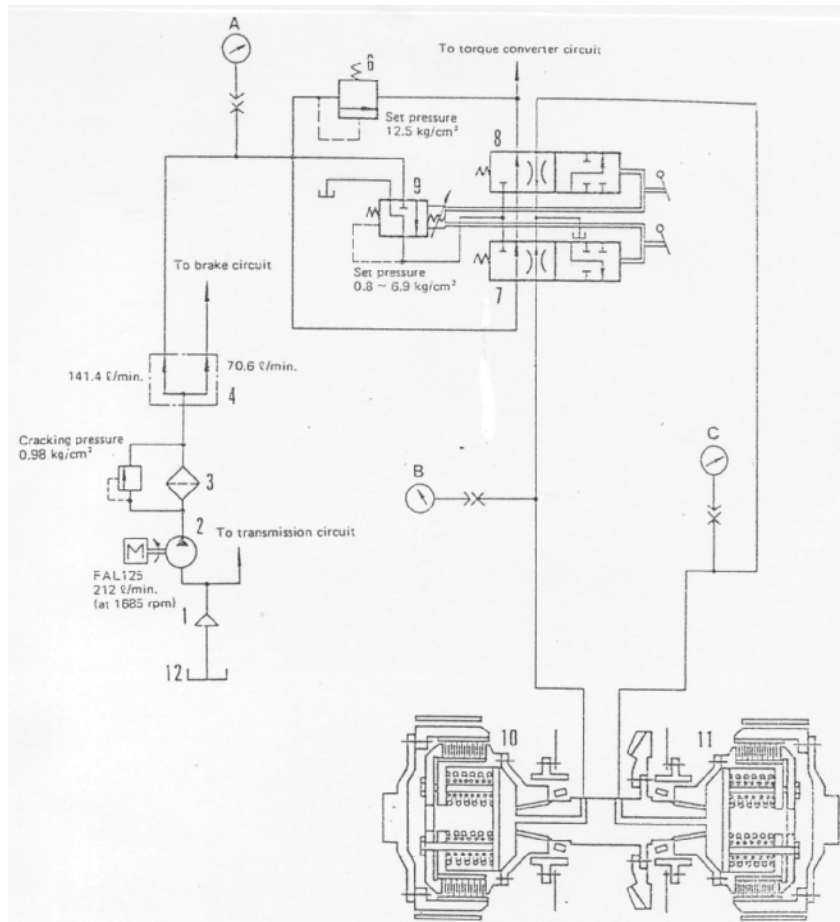 A
To torque converter circuit
6
Set pressure
12.5 kg/cm²
8
9
To brake circuit
Set pressure
0.8 ~ 6.9 kg/cm²
7
141.4 ℓ/min.
70.6 ℓ/min.
4
Cracking pressure
0.98 kg/cm²
C
B
3
2
To transmission circuit
M
FAL125
212 ℓ/min.
(at 1685 rpm)
1
12
10
11